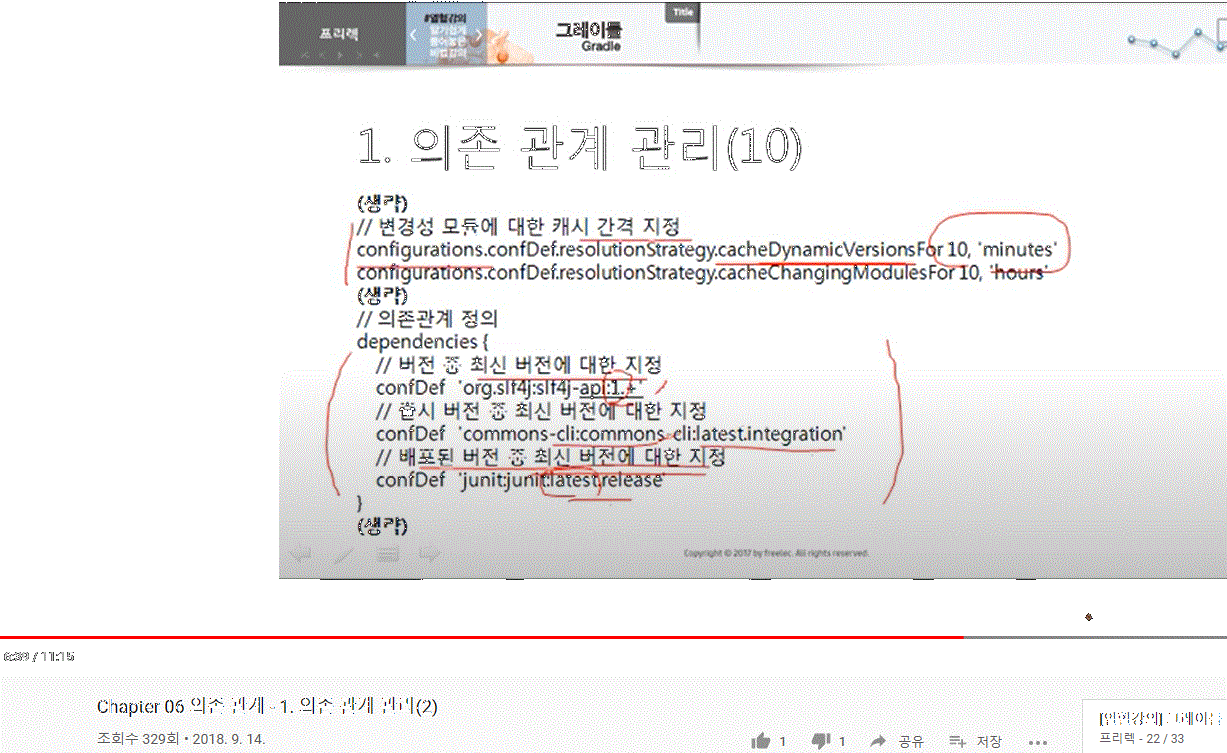 프리렉
#열혈강의
그레이들
Gradle
Title
1. 의존 관계 관리(10)
(생략)
// 변경성 모듈에 대한 캐시 간격 지정
configurations.confDef.resolutionStrategy.cacheDynamicVersionsFor 10, 'minutes'
configurations.confDef.resolutionStrategy.cacheChangingModulesFor 10, 'hours'
(생략)
// 의존관계 정의
dependencies {
// 버전 중 최신 버전에 대한 지정
confDef 'org.slf4j:slf4j-api:1.+'
// 출시 버전 중 최신 버전에 대한 지정
confDef 'commons-cli:commons-cli:latest.integration'
// 배포된 버전 중 최신 버전에 대한 지정
confDef 'junit:junit:latest.release'
}
(생략)
Copyright © 2017 by freelec. All rights reserved.
6:39 / 11:15
Chapter 06 의존 관계 - 1. 의존 관계 관리(2)
조회수 329회 • 2018. 9. 14.
1
1
공유
저장
[열혈강의] 그레이들
프리렉 - 22 / 33